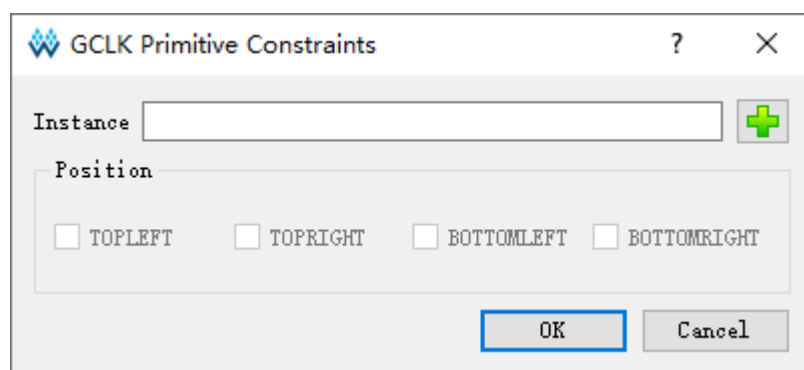 GCLK Primitive Constraints ?
Instance
Position
TOPLEFT TOPRIGHT BOTTOMLEFT BOTTOMRIGHT
OK Cancel